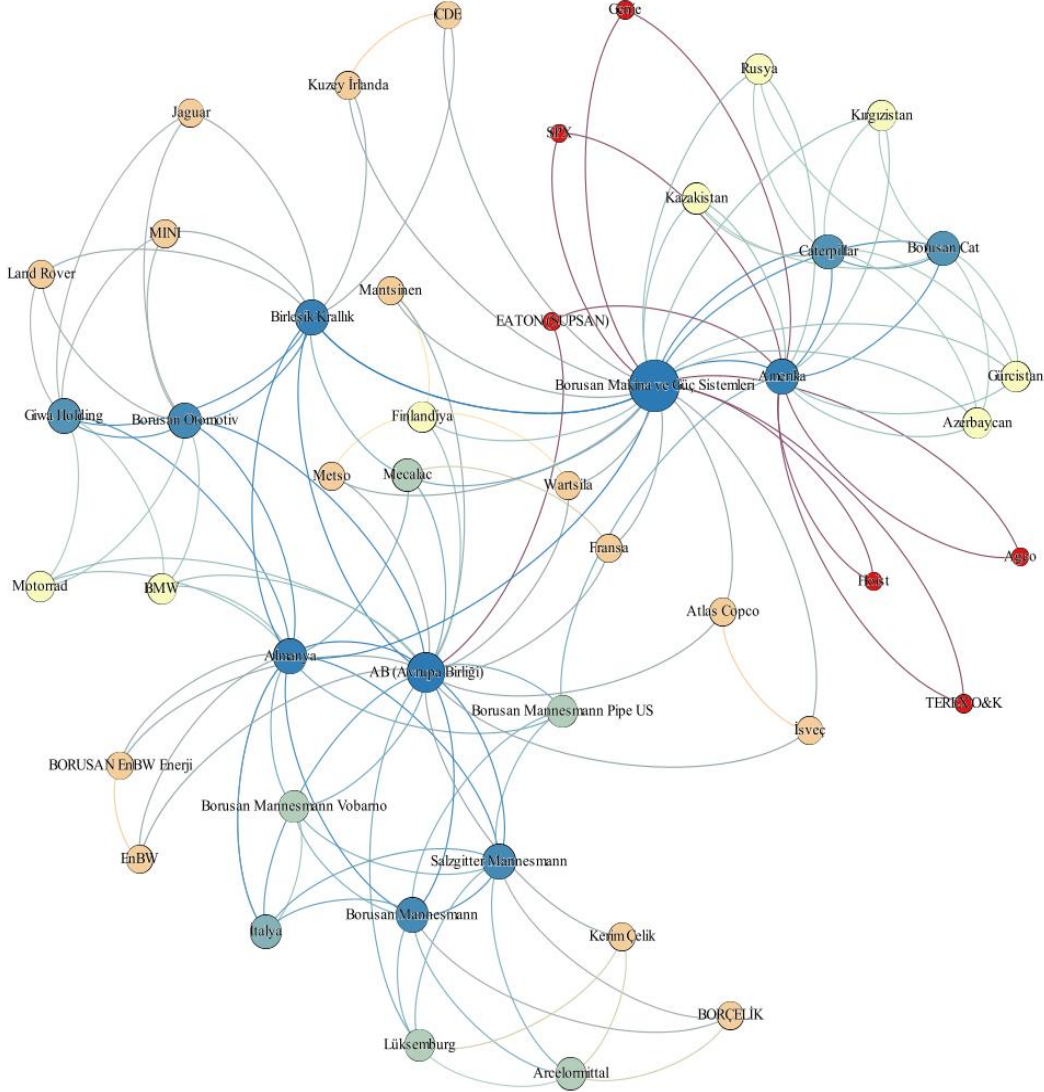 CDE
Genie
Rusya
Kuzey İrlanda
Jaguar
Kırgızistan
SPX
Kazakistan
MINI
Caterpillar
Borusan Cat
Land Rover
Mantsinen
Birleşik Krallık
EATON (NUPSAN)
Borusan Makina ve Güç Sistemleri
Amerika
Gürcistan
Giwa Holding
Borusan Otomotiv
Finlandiya
Azerbaycan
Metso
Mecalac
Wartsila
Fransa
Agco
Motorrad
BMW
Hoist
Atlas Copco
Almanya
AB (Avrupa Birliği)
Borusan Mannesmann Pipe US
TEREX O&K
İsveç
BORUSAN EnBW Enerji
Borusan Mannesmann Vobarno
EnBW
Salzgitter Mannesmann
Borusan Mannesmann
İtalya
Kerim Çelik
BORÇELİK
Lüksemburg
Arcelormittal